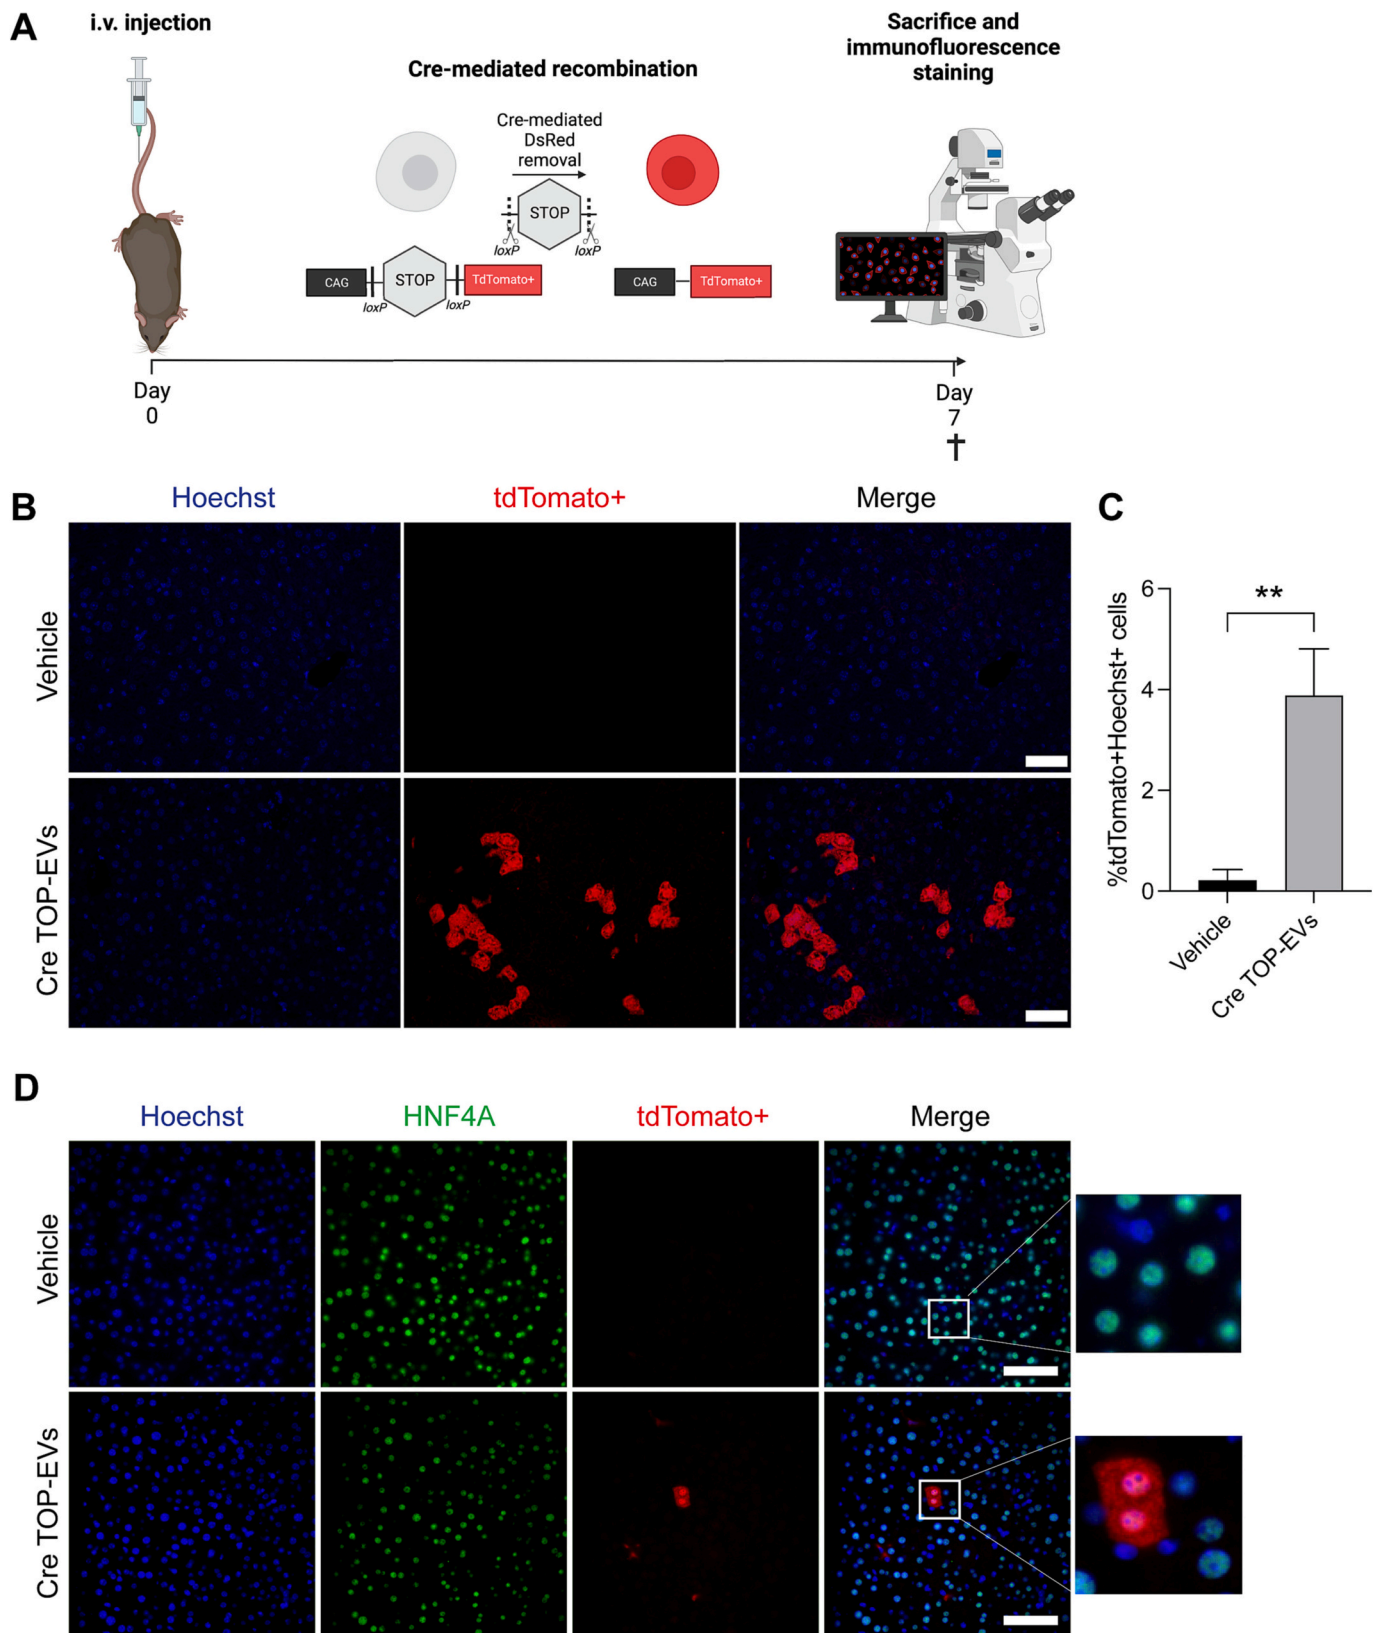 A
i.v. injection
Cre-mediated recombination
Sacrifice and
immunofluorescence
staining
Cre-mediated
DsRed
removal
STOP
loxP
loxP
CAG
STOP
TdTomato+
loxP
loxP
CAG
TdTomato+
Day
0
Day
7
†
B
Hoechst
tdTomato+
Merge
Vehicle
Cre TOP-EVs
C
%tdTomato+Hoechst+ cells
6
4
2
0
**
Vehicle
Cre TOP-EVs
D
Hoechst
HNF4A
tdTomato+
Merge
Vehicle
Cre TOP-EVs